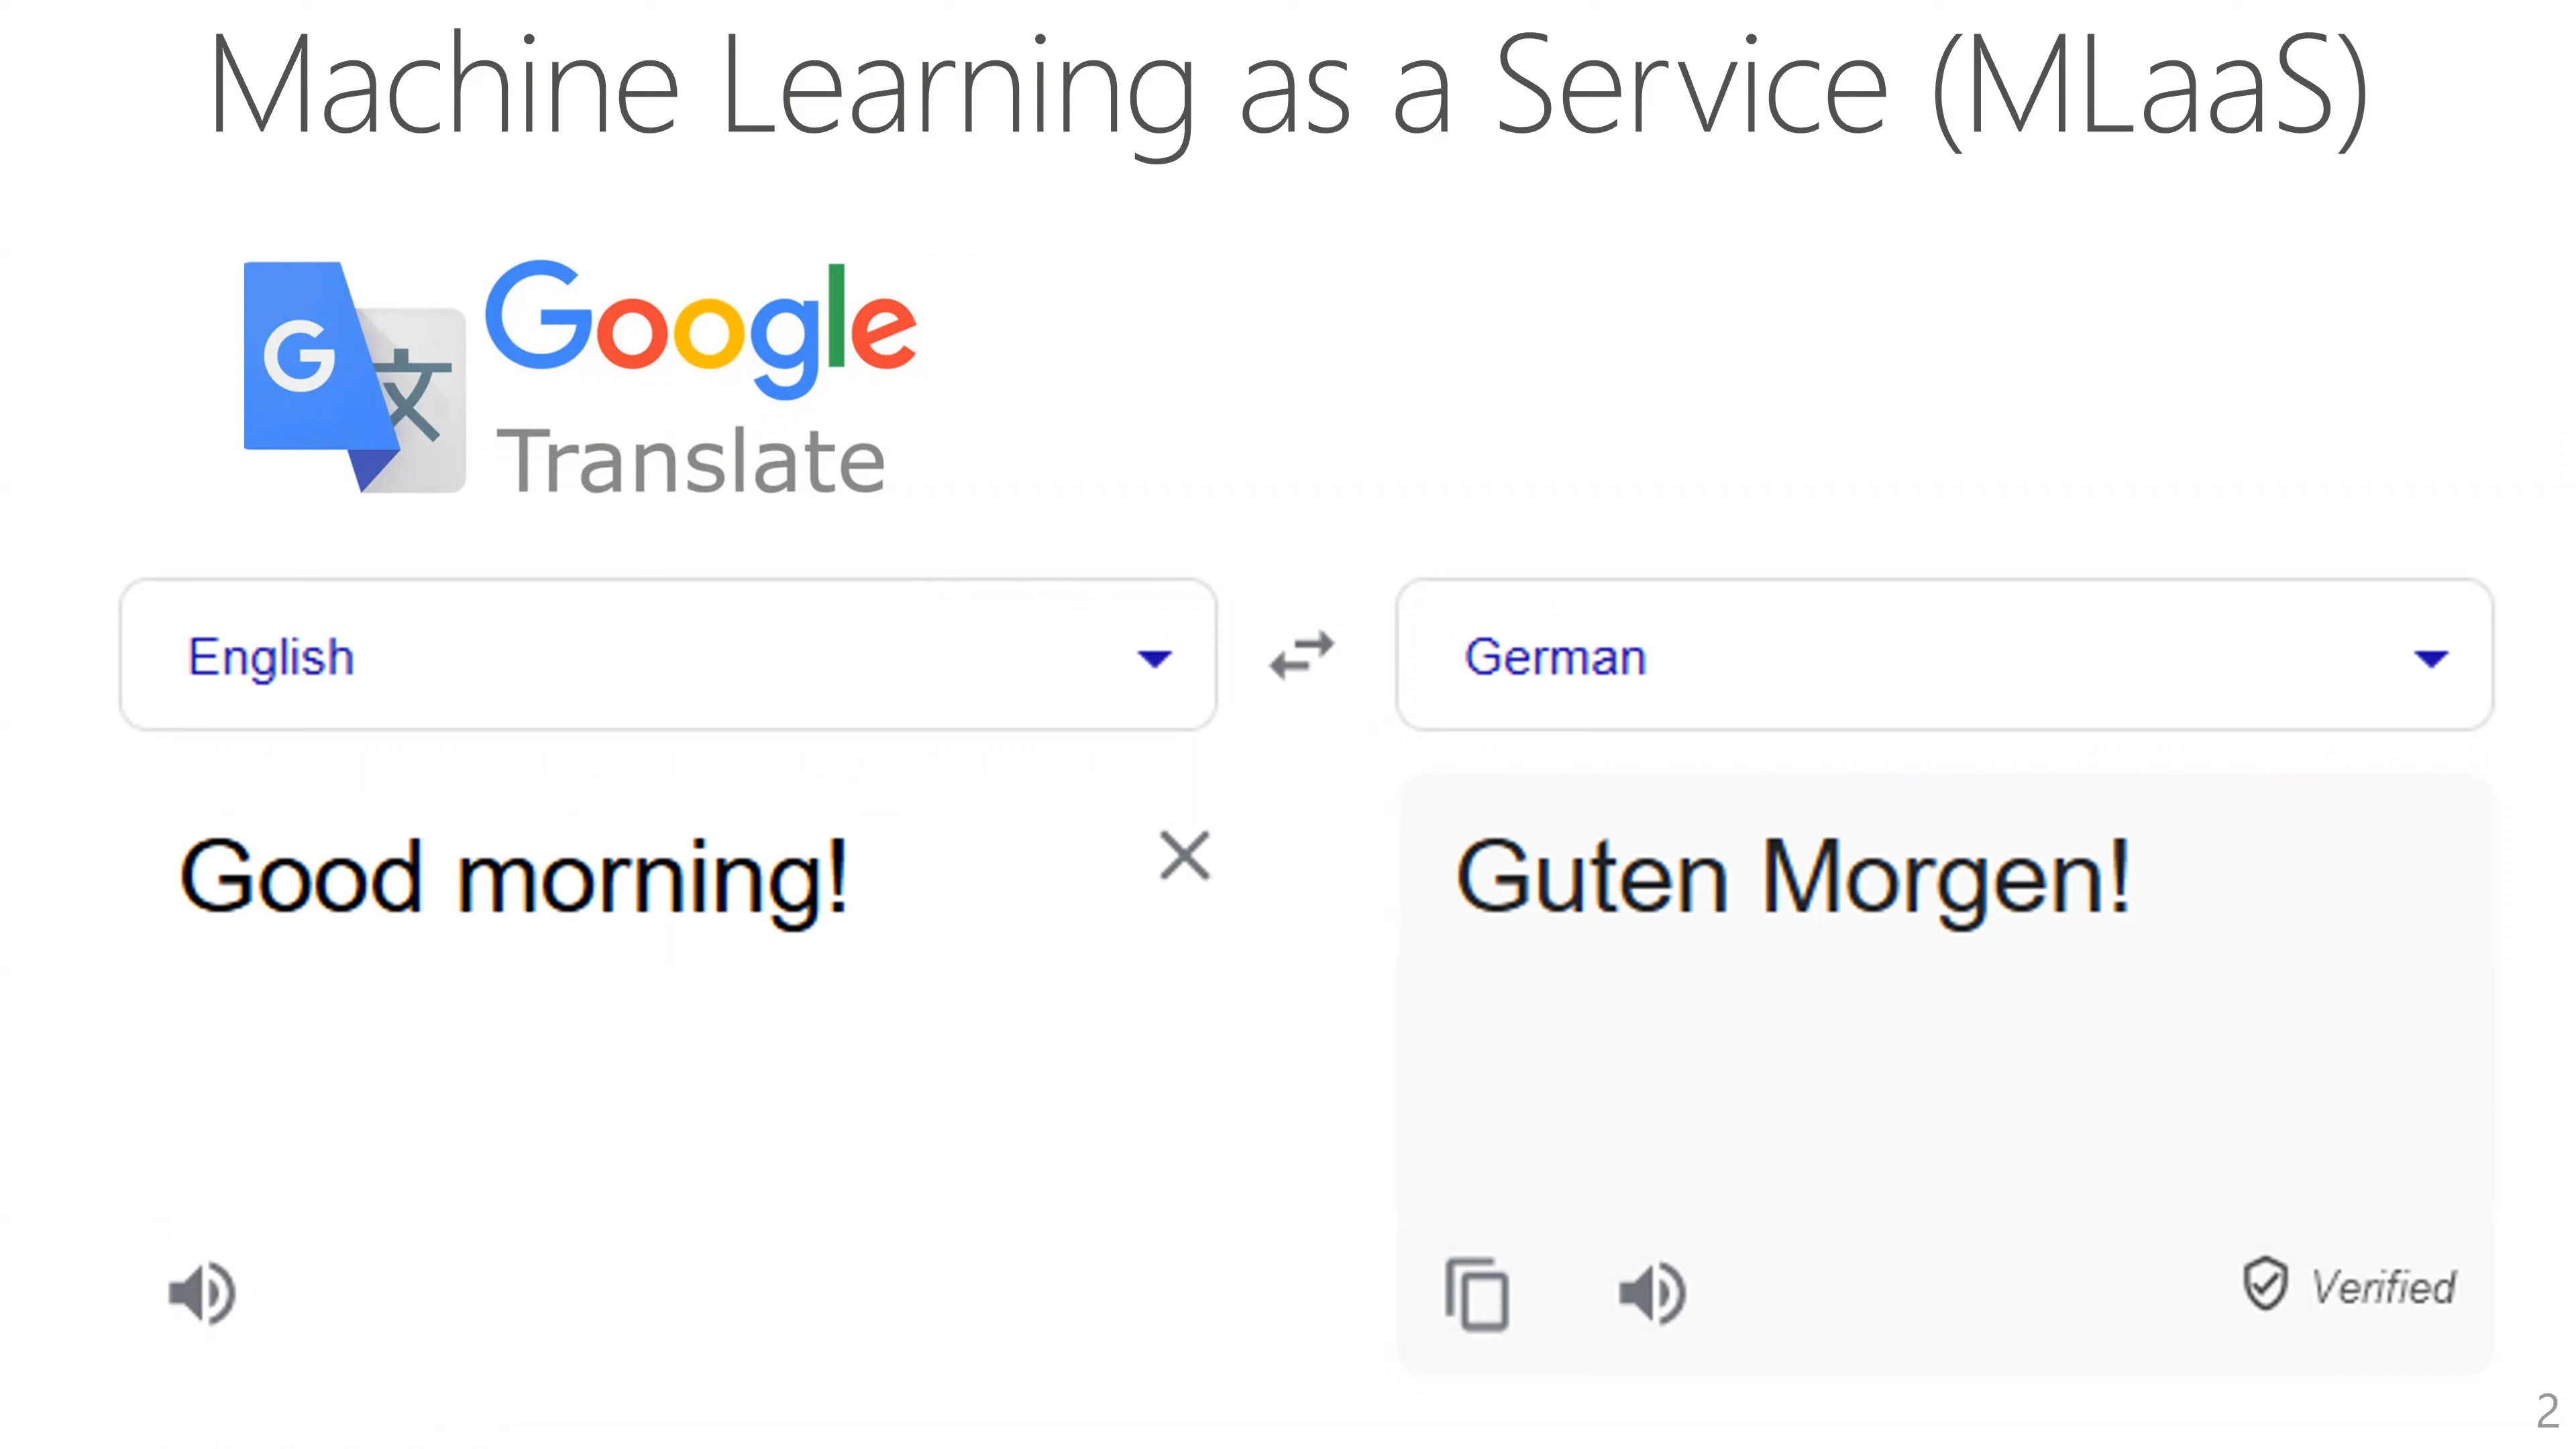 Machine Learning as a Service (MLaaS)
G 文
Google
Translate
English
German
Good morning!
Guten Morgen!
Verified
2